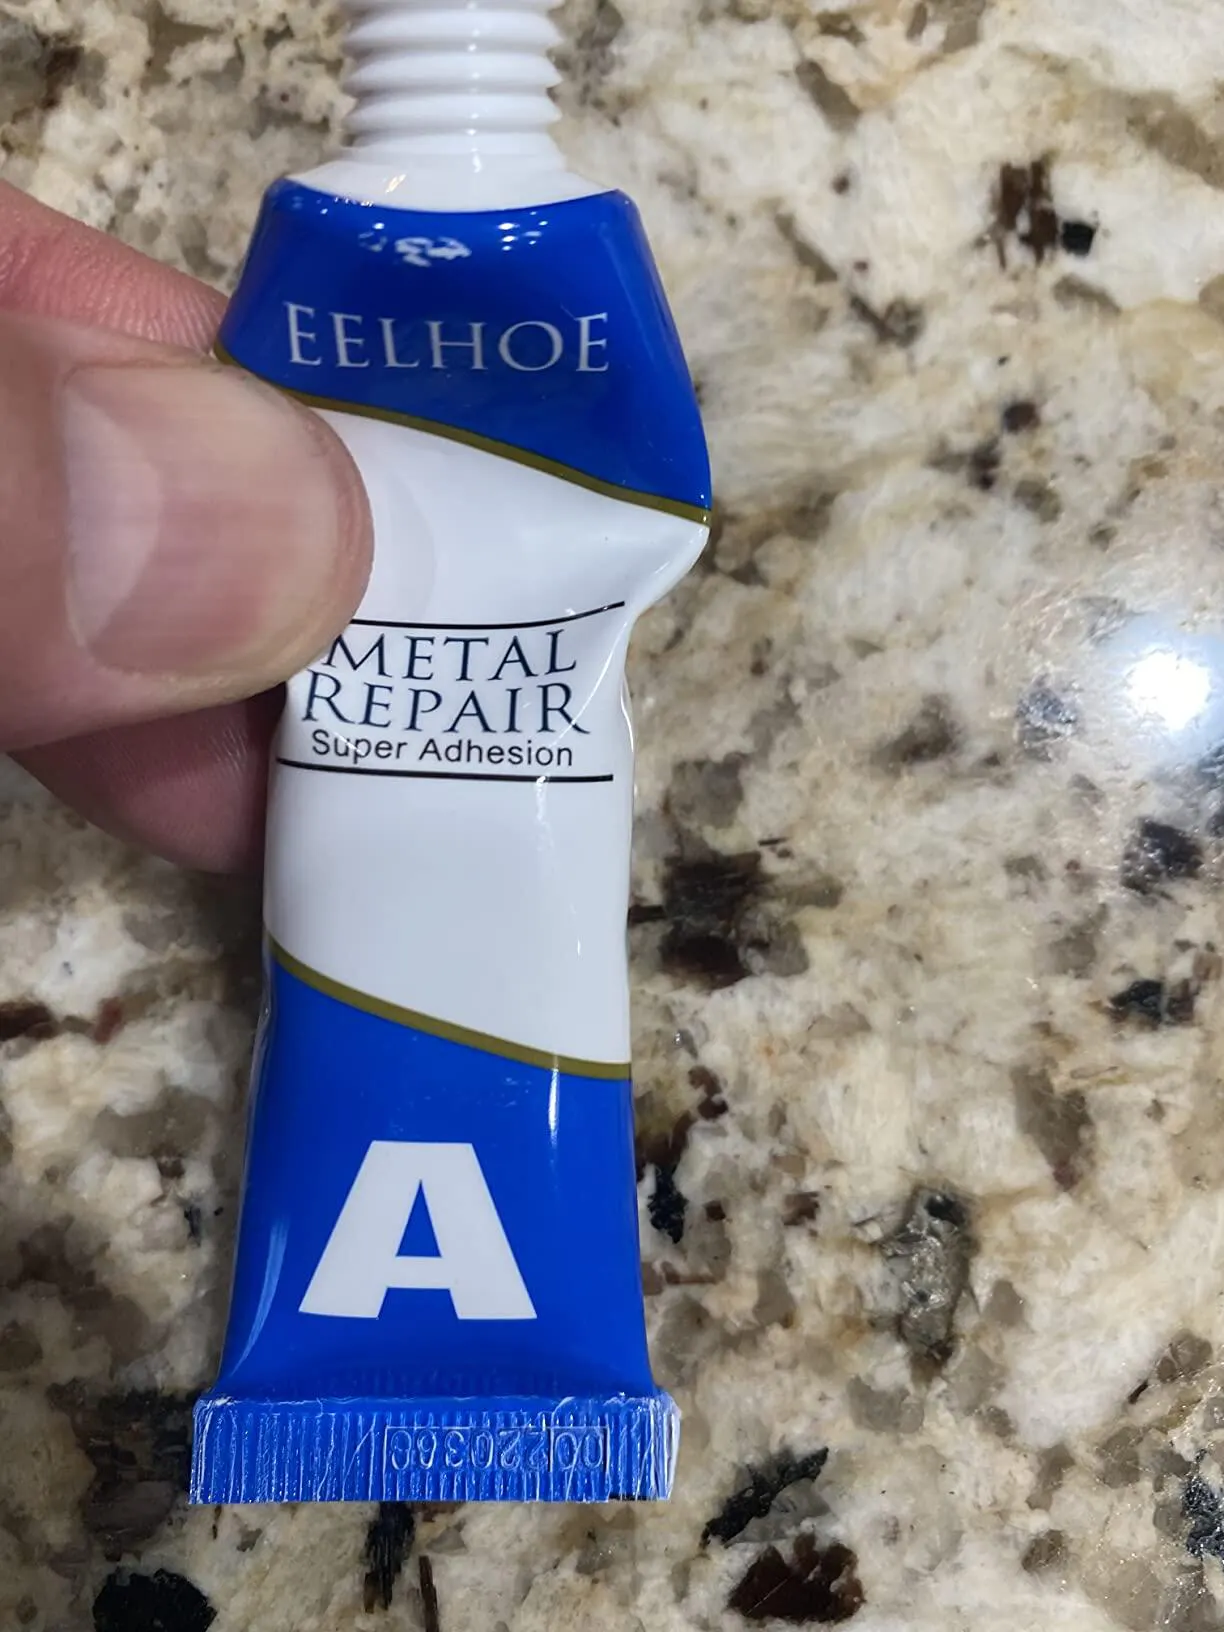 EELHOE
METAL
REPAIR
Super Adhesion
A